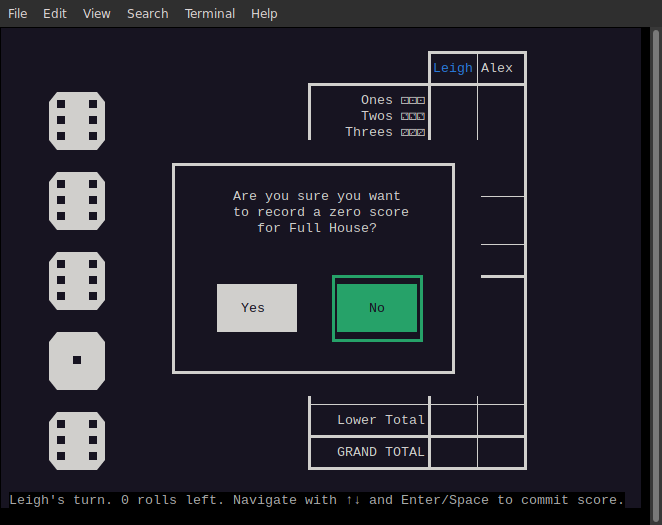 File Edit View Search Terminal Help
Leigh Alex
Ones ⚀⚀⚀
Twos ⚁⚁⚁
Threes ⚂⚂⚂
Are you sure you want
to record a zero score
for Full House?
Yes No
Lower Total
GRAND TOTAL
Leigh's turn. 0 rolls left. Navigate with ↑↓ and Enter/Space to commit score.